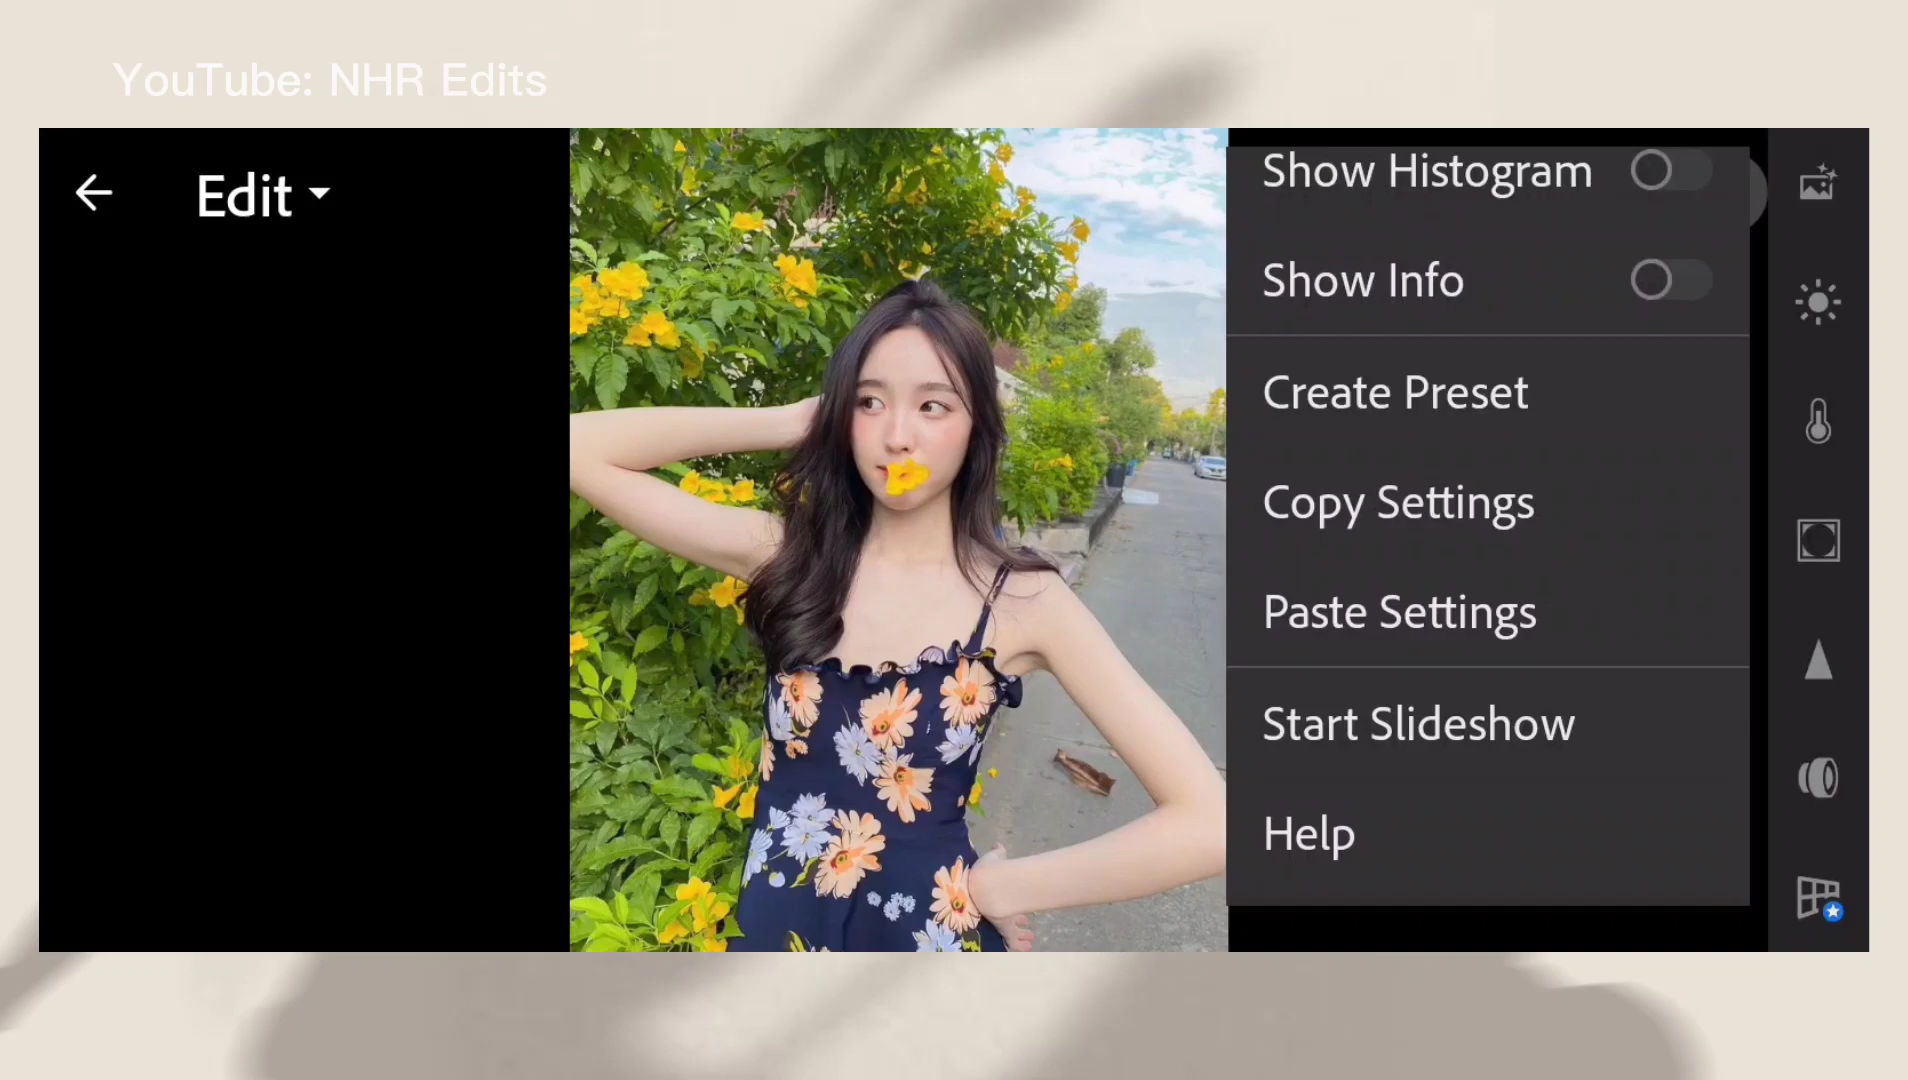 YouTube: NHR Edits
Edit
Show Histogram
Show Info
Create Preset
Copy Settings
Paste Settings
Start Slideshow
Help